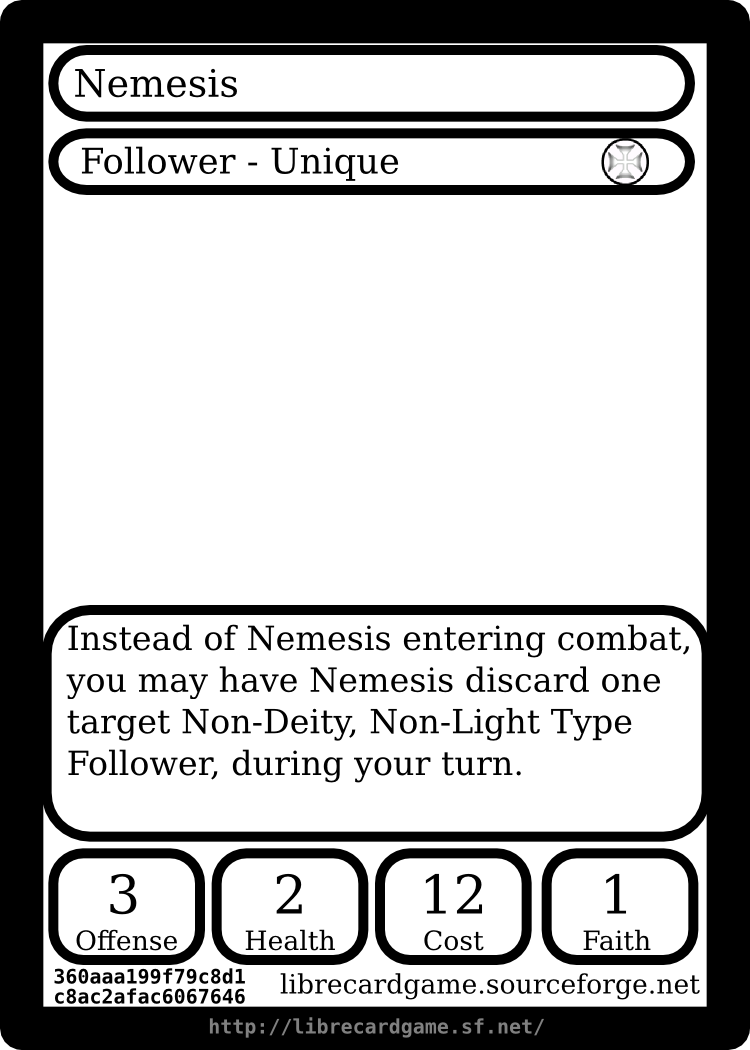 Nemesis
Follower - Unique
Instead of Nemesis entering combat,
you may have Nemesis discard one
target Non-Deity, Non-Light Type
Follower, during your turn.
3 2 12 1
Offense Health Cost Faith
360aaa199f79c8d1
c8ac2afac6067646
librecardgame.sourceforge.net
http://librecardgame.sf.net/